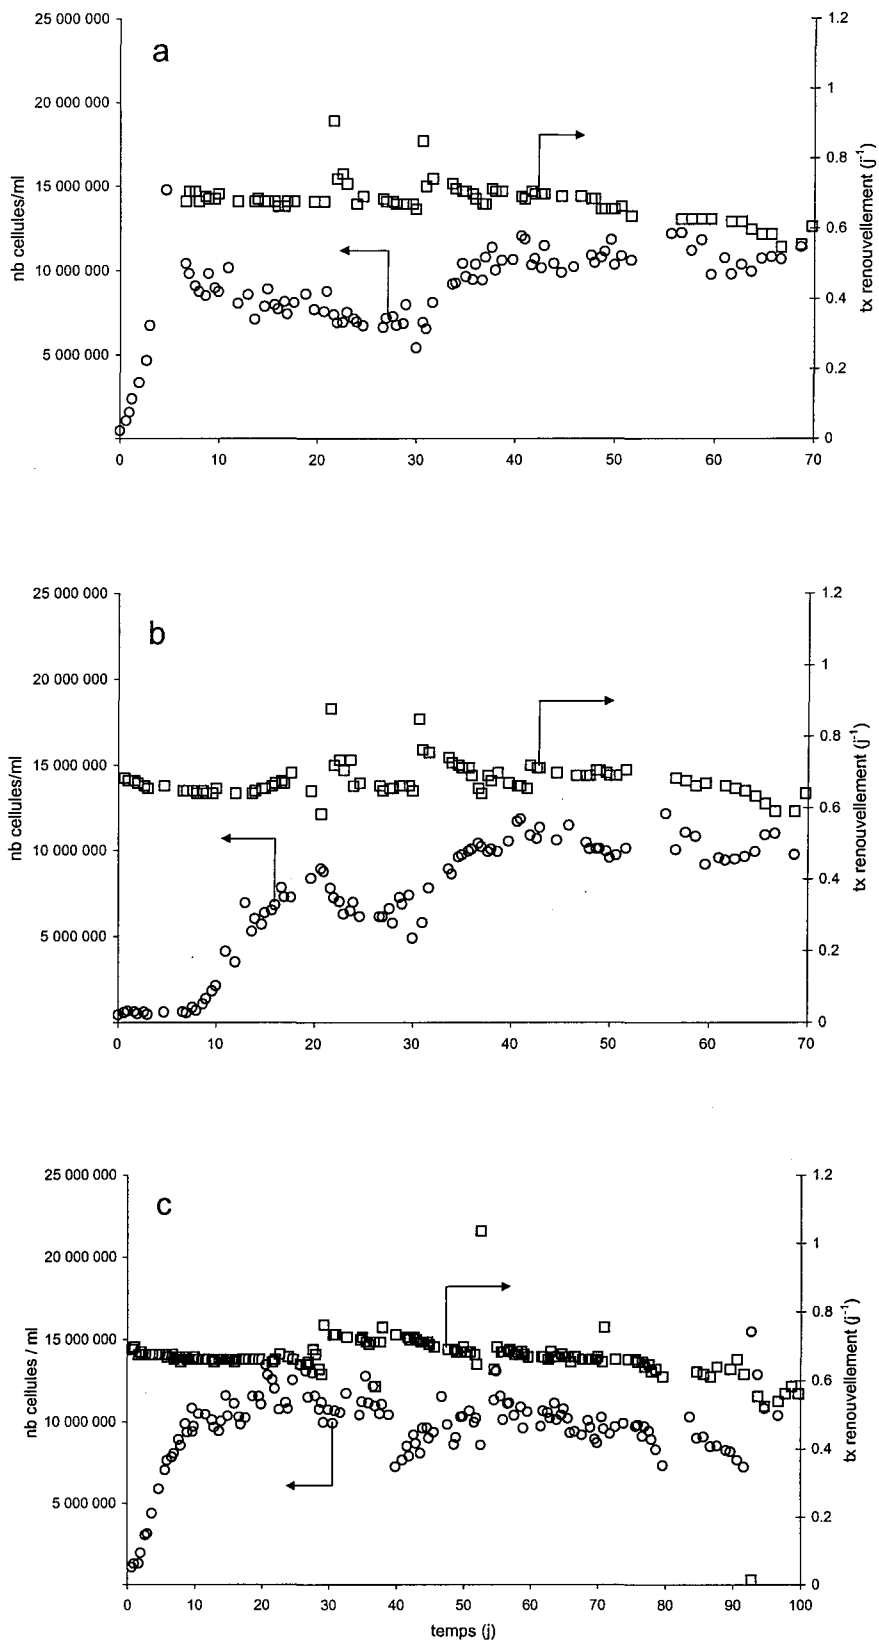 a
25 000 000
20 000 000
15 000 000
10 000 000
5 000 000
nb cellules/ml
1.2
1
0.8
0.6
0.4
0.2
0
tx renouvellement (j-1)
0 10 20 30 40 50 60 70
b
25 000 000
20 000 000
15 000 000
10 000 000
5 000 000
nb cellules/ml
1.2
1
0.8
0.6
0.4
0.2
0
tx renouvellement (j-1)
0 10 20 30 40 50 60 70
c
25 000 000
20 000 000
15 000 000
10 000 000
5 000 000
nb cellules / ml
1.2
1
0.8
0.6
0.4
0.2
0
tx renouvellement (j-1)
0 10 20 30 40 50 60 70 80 90 100
temps (j)